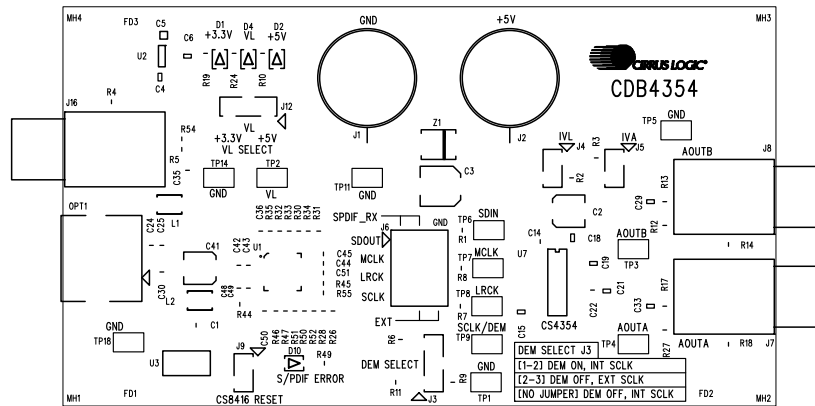 MH4
FD3
C5
U2
C6
C4
D1
+3.3V
D4
VL
D2
+5V
R19
R24
R10
GND
J1
+5V
J2
CIRRUS LOGIC®
CDB4354
MH3
J16
R4
R54
R5
C35
J12
VL
+3.3V +5V
VL SELECT
TP14
GND
TP2
VL
TP11
GND
Z1
C3
IVL
J4
R2
R3
IVA
J5
TP5
GND
AOUTB
J8
R13
R12
C29
R14
OPT1
L1
C24
C25
C30
C41
L2
C42
C43
C48
C49
R44
U1
C36
R35
R32
R33
R30
R34
R31
C45
C44
C51
R45
R55
SPDIF_RX
J6
GND
SDOUT
MCLK
LRCK
SCLK
EXT
TP6
SDIN
R1
TP7
MCLK
R8
TP8
LRCK
R7
SCLK/DEM
TP9
C2
C14
C18
U7
C19
C21
C22
C15
CS4354
AOUTB
TP3
C33
R17
R27
R18
AOUTA
J7
AOUTA
TP4
GND
TP18
C1
U3
J9
C50
R46
R47
R51
R50
R52
R28
R26
D10
R49
S/PDIF ERROR
CS8416 RESET
R6
DEM SELECT
R11
J3
R9
GND
TP1
DEM SELECT J3
[1-2] DEM ON, INT SCLK
[2-3] DEM OFF, EXT SCLK
[NO JUMPER] DEM OFF, INT SCLK
MH1
FD1
FD2
MH2